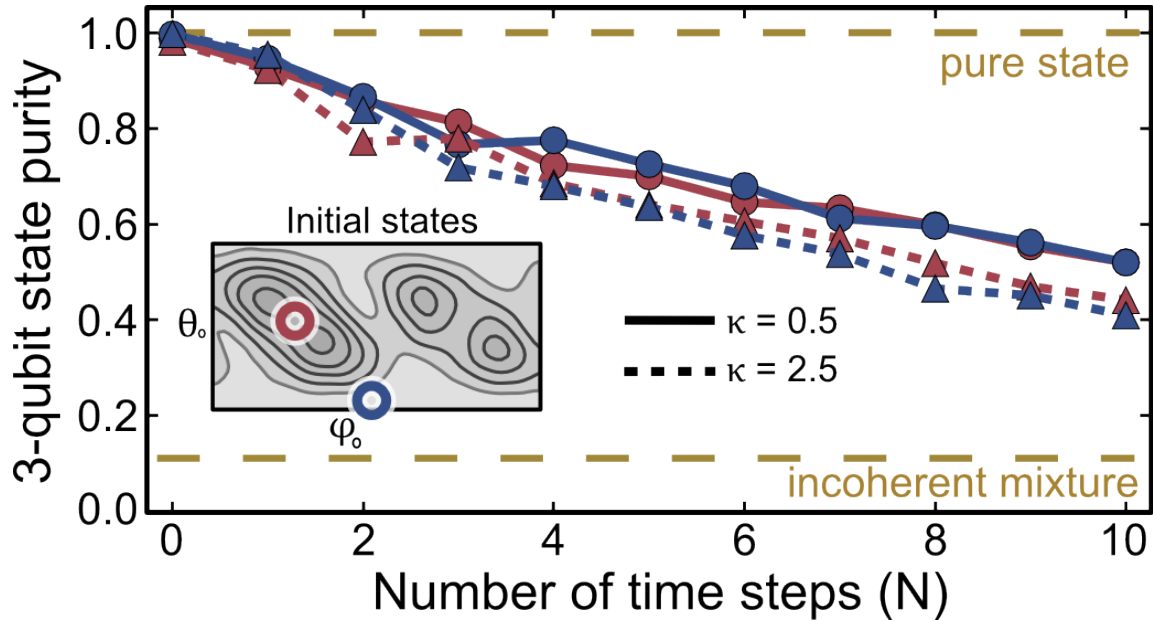 3-qubit state purity
1.0
0.8
0.6
0.4
0.2
0.0
pure state
Initial states
θ₀
φ₀
κ = 0.5
κ = 2.5
incoherent mixture
0 2 4 6 8 10
Number of time steps (N)